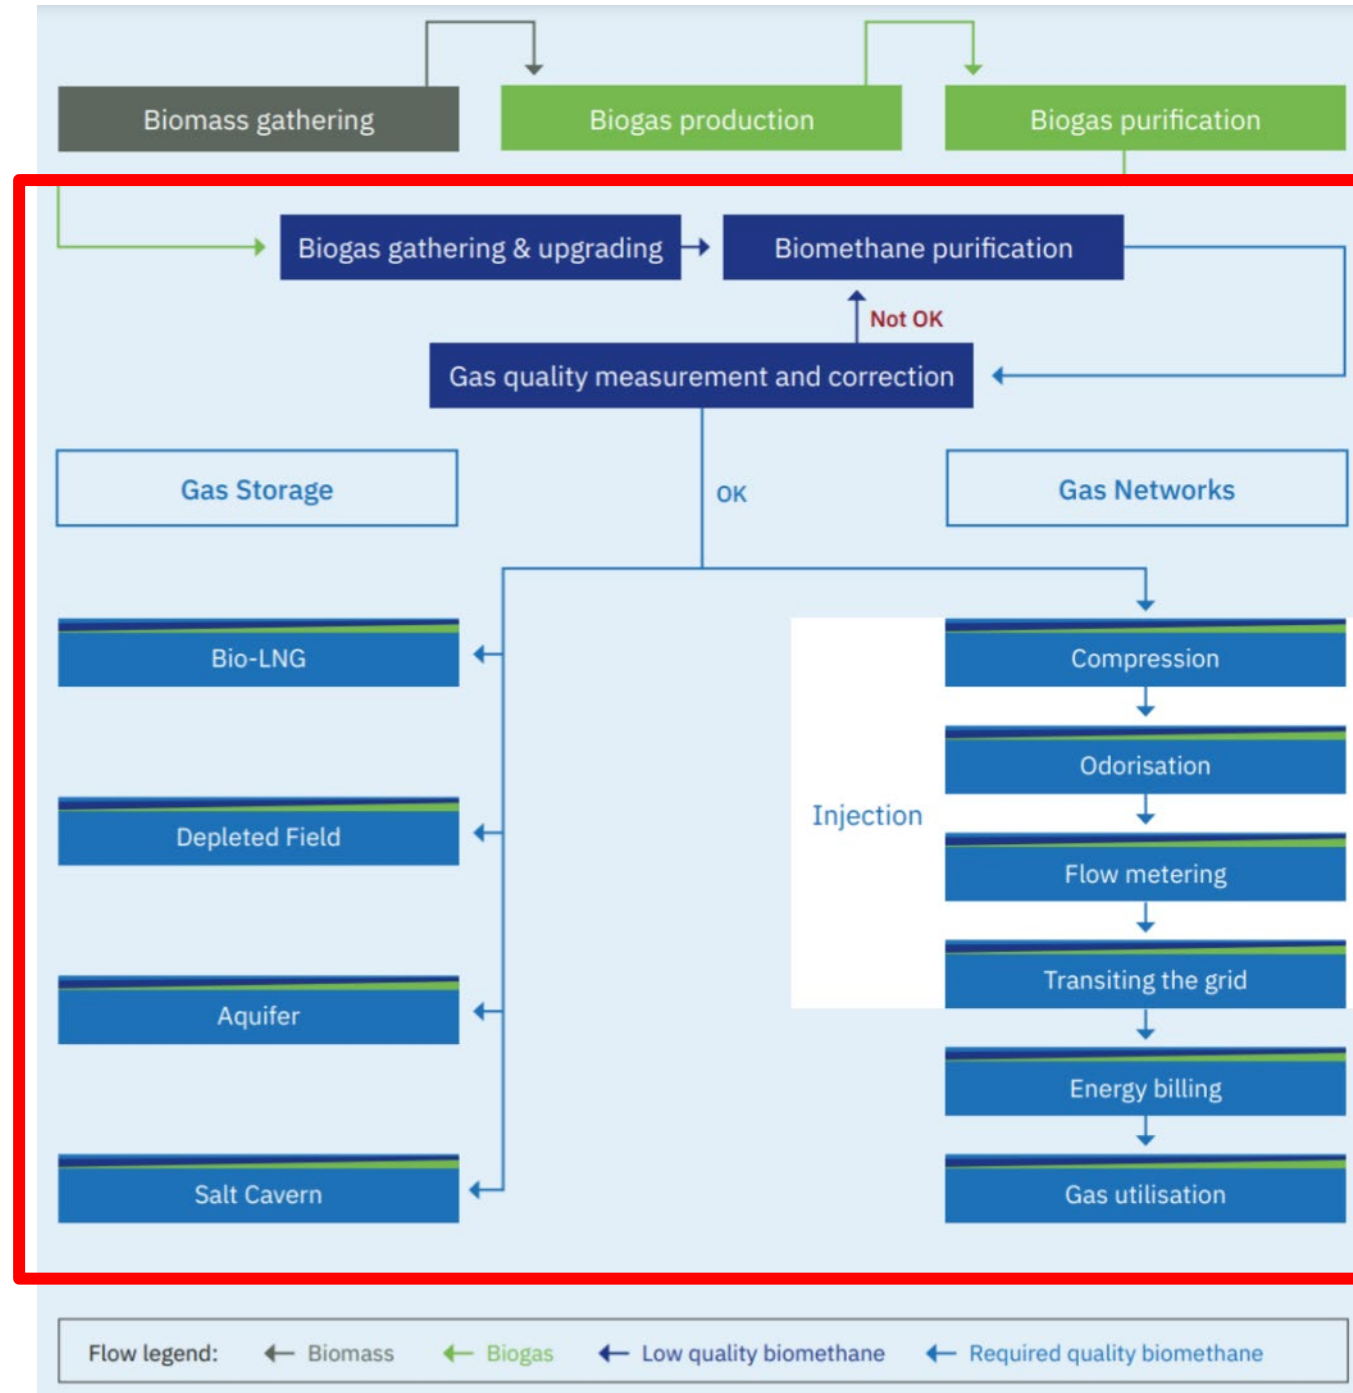 Biomass gathering
Biogas production
Biogas purification
Biogas gathering & upgrading
Biomethane purification
Not OK
Gas quality measurement and correction
Gas Storage
OK
Gas Networks
Bio-LNG
Compression
Odorisation
Injection
Depleted Field
Flow metering
Transiting the grid
Aquifer
Energy billing
Salt Cavern
Gas utilisation
Flow legend: Biomass Biogas Low quality biomethane Required quality biomethane